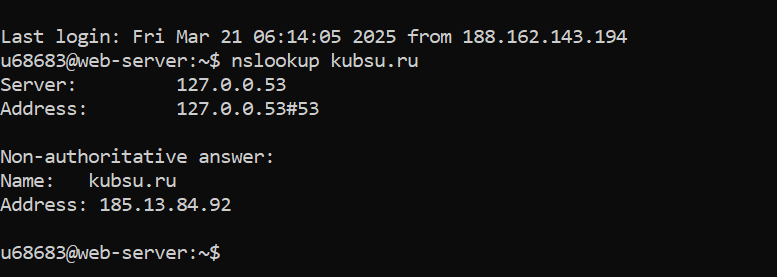 Last login: Fri Mar 21 06:14:05 2025 from 188.162.143.194
u68683@web-server:~$ nslookup kubsu.ru
Server:         127.0.0.53
Address:        127.0.0.53#53
Non-authoritative answer:
Name:   kubsu.ru
Address: 185.13.84.92
u68683@web-server:~$